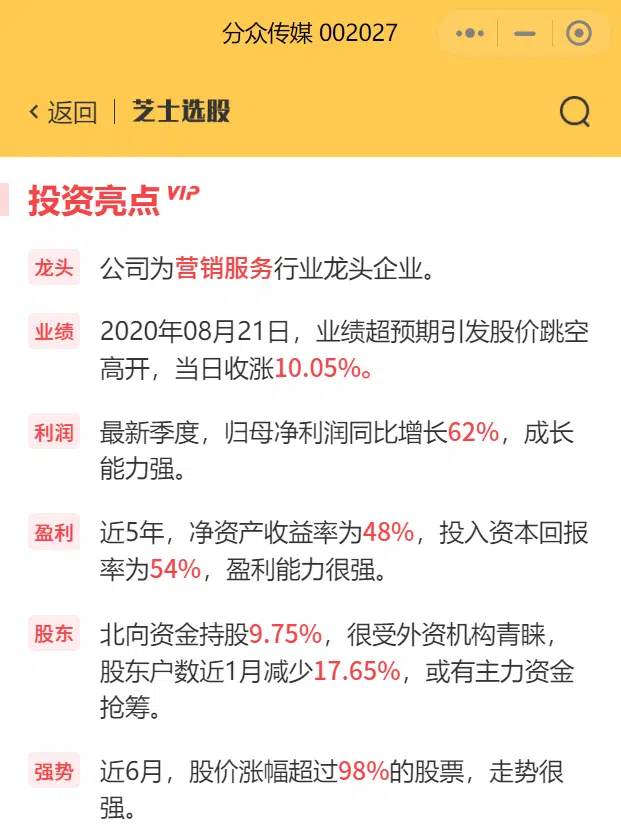 分众传媒 002027
返回
芝士选股
投资亮点VIP
龙头
公司为营销服务行业龙头企业。
业绩
2020年08月21日，业绩超预期引发股价跳空
高开，当日收涨10.05%。
利润
最新季度，归母净利润同比增长62%，成长
能力强。
盈利
近5年，净资产收益率为48%，投入资本回报
率为54%，盈利能力很强。
股东
北向资金持股9.75%，很受外资机构青睐，
股东户数近1月减少17.65%，或有主力资金
抢筹。
强势
近6月，股价涨幅超过98%的股票，走势很
强。